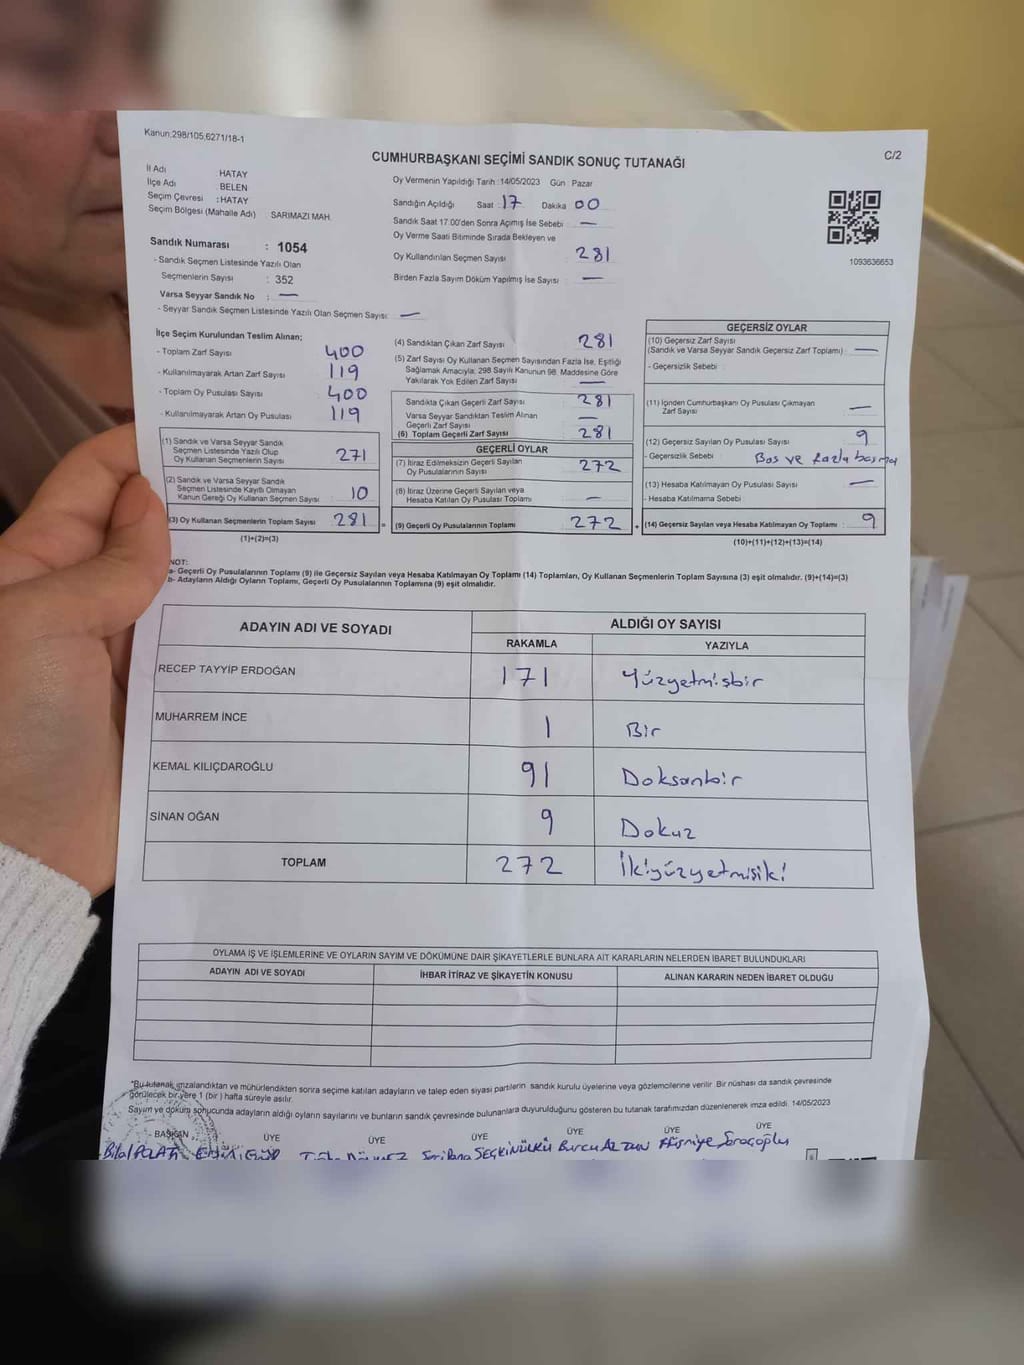 Kanun;298/105,6271/18-1
C/2
CUMHURBAŞKANI SEÇİMİ SANDIK SONUÇ TUTANAĞI
İl Adı HATAY
İlçe Adı : BELEN
Seçim Çevresi : HATAY
Seçim Bölgesi (Mahalle Adı) SARIMAZI MAH.
Sandık Numarası : 1054
- Sandık Seçmen Listesinde Yazılı Olan
Seçmenlerin Sayısı : 352
Varsa Seyyar Sandık No : —
- Seyyar Sandık Seçmen Listesinde Yazılı Olan Seçmen Sayısı: —
Oy Vermenin Yapıldığı Tarih :14/05/2023 Gün : Pazar
Sandığın Açıldığı Saat : 17 Dakika 00
Sandık Saat 17.00'den Sonra Açımış İse Sebebi : —
Oy Verme Saati Bitiminde Sırada Bekleyen ve
Oy Kullandırılan Seçmen Sayısı 281
Birden Fazla Sayım Döküm Yapılmış İse Sayısı : —
1093636653
İlçe Seçim Kurulundan Teslim Alınan;
- Toplam Zarf Sayısı 400
- Kullanılmayarak Artan Zarf Sayısı 119
- Toplam Oy Pusulası Sayısı 400
- Kullanılmayarak Artan Oy Pusulası 119
(1) Sandık ve Varsa Seyyar Sandık
Seçmen Listesinde Yazılı Olup
Oy Kullanan Seçmenlerin Sayısı 271
(2) Sandık ve Varsa Seyyar Sandık
Seçmen Listesinde Kayıtlı Olmayan
Kanun Gereği Oy Kullanan Seçmen Sayısı 10
(3) Oy Kullanan Seçmenlerin Toplam Sayısı 281 =
(1)+(2)=(3)
(4) Sandıktan Çıkan Zarf Sayısı 281
(5) Zarf Sayısı Oy Kullanan Seçmen Sayısından Fazla İse, Eşitliği
Sağlamak Amacıyla; 298 Sayılı Kanunun 98. Maddesine Göre
Yakılarak Yok Edilen Zarf Sayısı —
Sandıkta Çıkan Geçerli Zarf Sayısı 281
Varsa Seyyar Sandıktan Teslim Alınan
Geçerli Zarf Sayısı —
(6) Toplam Geçerli Zarf Sayısı 281
GEÇERLİ OYLAR
(7) İtiraz Edilmeksizin Geçerli Sayılan
Oy Pusulalarının Sayısı 272
(8) İtiraz Üzerine Geçerli Sayılan veya
Hesaba Katılan Oy Pusulası Toplamı —
(9) Geçerli Oy Pusulalarının Toplamı 272 +
GEÇERSİZ OYLAR
(10) Geçersiz Zarf Sayısı
(Sandık ve Varsa Seyyar Sandık Geçersiz Zarf Toplamı) : —
- Geçersizlik Sebebi :
(11) İçinden Cumhurbaşkanı Oy Pusulası Çıkmayan
Zarf Sayısı —
(12) Geçersiz Sayılan Oy Pusulası Sayısı 9
- Geçersizlik Sebebi : Boş ve fazla basma
(13) Hesaba Katılmayan Oy Pusulası Sayısı —
- Hesaba Katılmama Sebebi :
(14) Geçersiz Sayılan veya Hesaba Katılmayan Oy Toplamı : 9
(10)+(11)+(12)+(13)=(14)
NOT:
a- Geçerli Oy Pusulalarının Toplamı (9) ile Geçersiz Sayılan veya Hesaba Katılmayan Oy Toplamı (14) Toplamları, Oy Kullanan Seçmenlerin Toplam Sayısına (3) eşit olmalıdır. (9)+(14)=(3)
b- Adayların Aldığı Oyların Toplamı, Geçerli Oy Pusulalarının Toplamına (9) eşit olmalıdır.
ADAYIN ADI VE SOYADI ALDIĞI OY SAYISI
RAKAMLA YAZIYLA
RECEP TAYYİP ERDOĞAN 171 Yüzyetmişbir
MUHARREM İNCE 1 Bir
KEMAL KILIÇDAROĞLU 91 Doksanbir
SİNAN OĞAN 9 Dokuz
TOPLAM 272 İkiyüzyetmişiki
OYLAMA İŞ VE İŞLEMLERİNE VE OYLARIN SAYIM VE DÖKÜMÜNE DAİR ŞİKAYETLERLE BUNLARA AİT KARARLARIN NELERDEN İBARET BULUNDUKLARI
ADAYIN ADI VE SOYADI İHBAR İTİRAZ VE ŞİKAYETİN KONUSU ALINAN KARARIN NEDEN İBARET OLDUĞU
*Bu tutanak imzalandıktan ve mühürlendikten sonra seçime katılan adayların ve talep eden siyasi partilerin sandık kurulu üyelerine veya gözlemcilerine verilir. Bir nüshası da sandık çevresinde
görülecek bir yere 1 (bir) hafta süreyle asılır.
Sayım ve döküm sonucunda adayların aldığı oyların sayılarını ve bunların sandık çevresinde bulunanlara duyurulduğunu gösteren bu tutanak tarafımızdan düzenlenerek imza edildi. 14/05/2023
BAŞKAN ÜYE ÜYE ÜYE ÜYE ÜYE
Bilal POLAT Burcu ALTUN Hüsniye Saraçoğlu